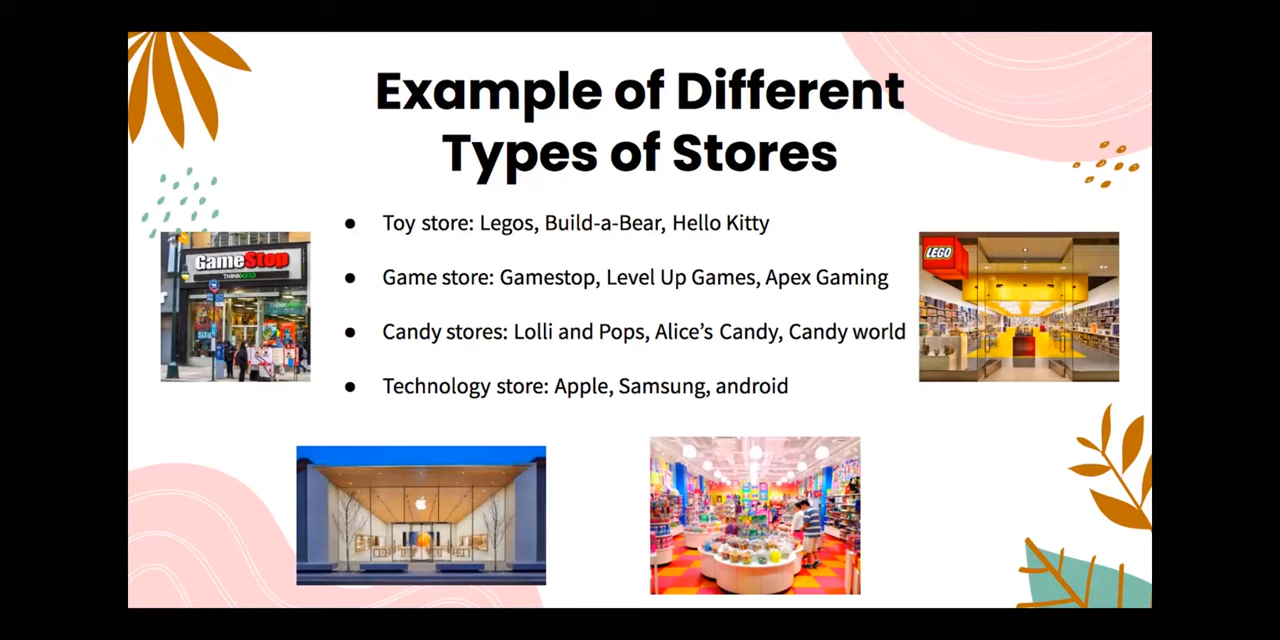 Example of Different
Types of Stores
● Toy store: Legos, Build-a-Bear, Hello Kitty
● Game store: Gamestop, Level Up Games, Apex Gaming
● Candy stores: Lolli and Pops, Alice’s Candy, Candy world
● Technology store: Apple, Samsung, android
GameStop
THINKGEEK
LEGO